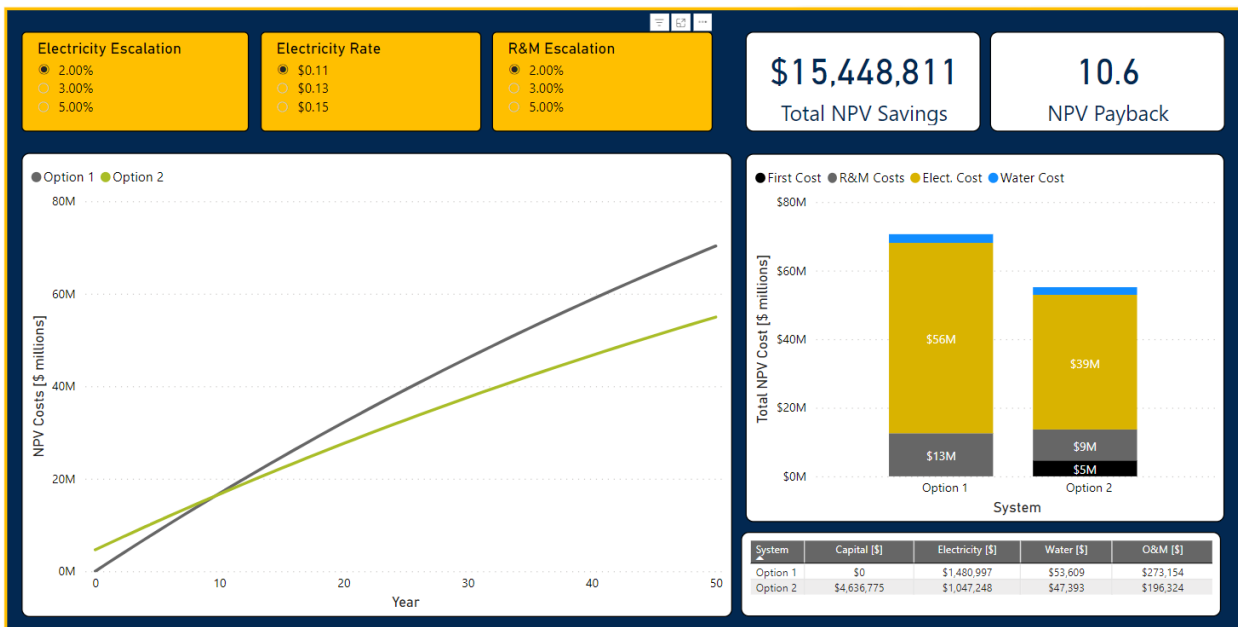 Electricity Escalation
2.00%
3.00%
5.00%
Electricity Rate
$0.11
$0.13
$0.15
R&M Escalation
2.00%
3.00%
5.00%
$15,448,811
Total NPV Savings
10.6
NPV Payback
Option 1 Option 2
80M
60M
40M
20M
0M
NPV Costs [$ millions]
0 10 20 30 40 50
Year
First Cost R&M Costs Elect. Cost Water Cost
$80M
$60M
$40M
$20M
$0M
Total NPV Cost [$ millions]
$56M
$13M
$39M
$9M
$5M
Option 1 Option 2
System
System Capital [$] Electricity [$] Water [$] O&M [$]
Option 1 $0 $1,480,997 $53,609 $273,154
Option 2 $4,636,775 $1,047,248 $47,393 $196,324